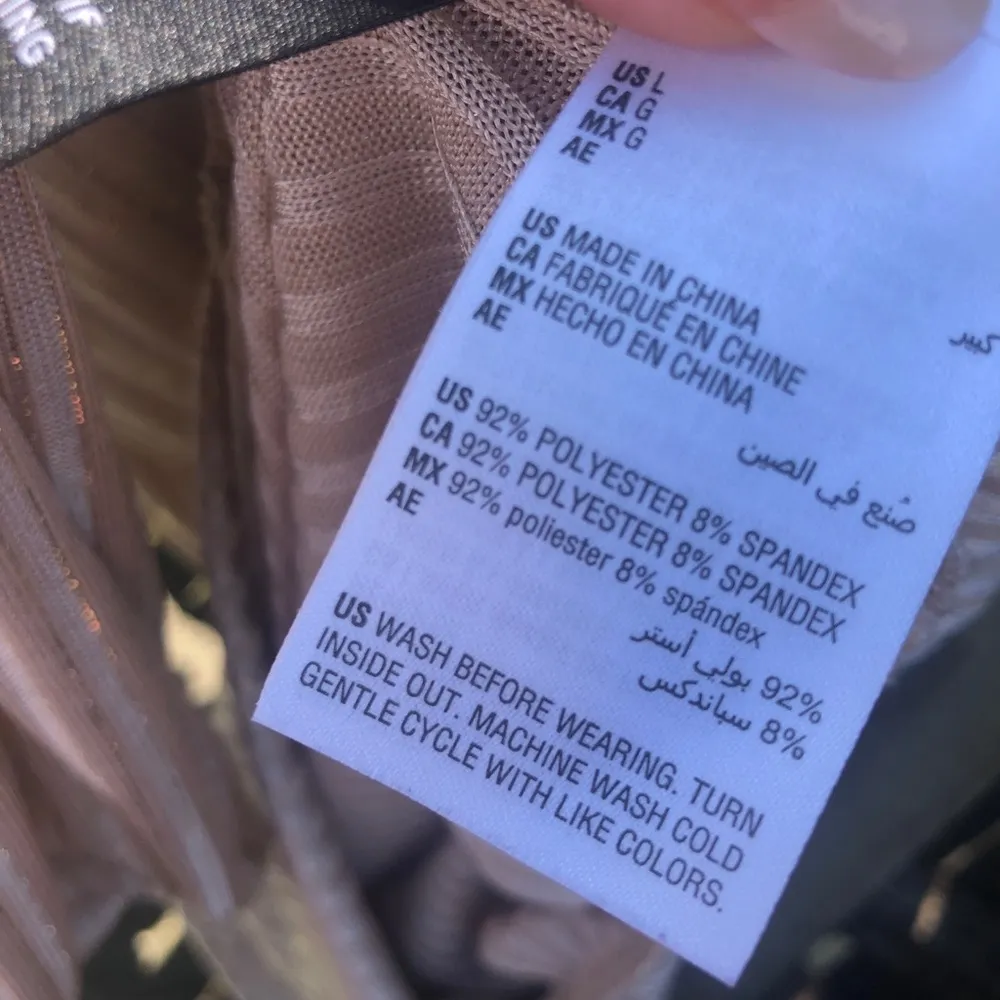 US L
CA G
MX G
AE
كبير
US MADE IN CHINA
CA FABRIQUÉ EN CHINE
MX HECHO EN CHINA
AE
صُنع في الصين
US 92% POLYESTER 8% SPANDEX
CA 92% POLYESTER 8% SPANDEX
MX 92% poliester 8% spándex
AE
92% بولي أستر
8% سباندكس
US WASH BEFORE WEARING. TURN
INSIDE OUT. MACHINE WASH COLD
GENTLE CYCLE WITH LIKE COLORS.